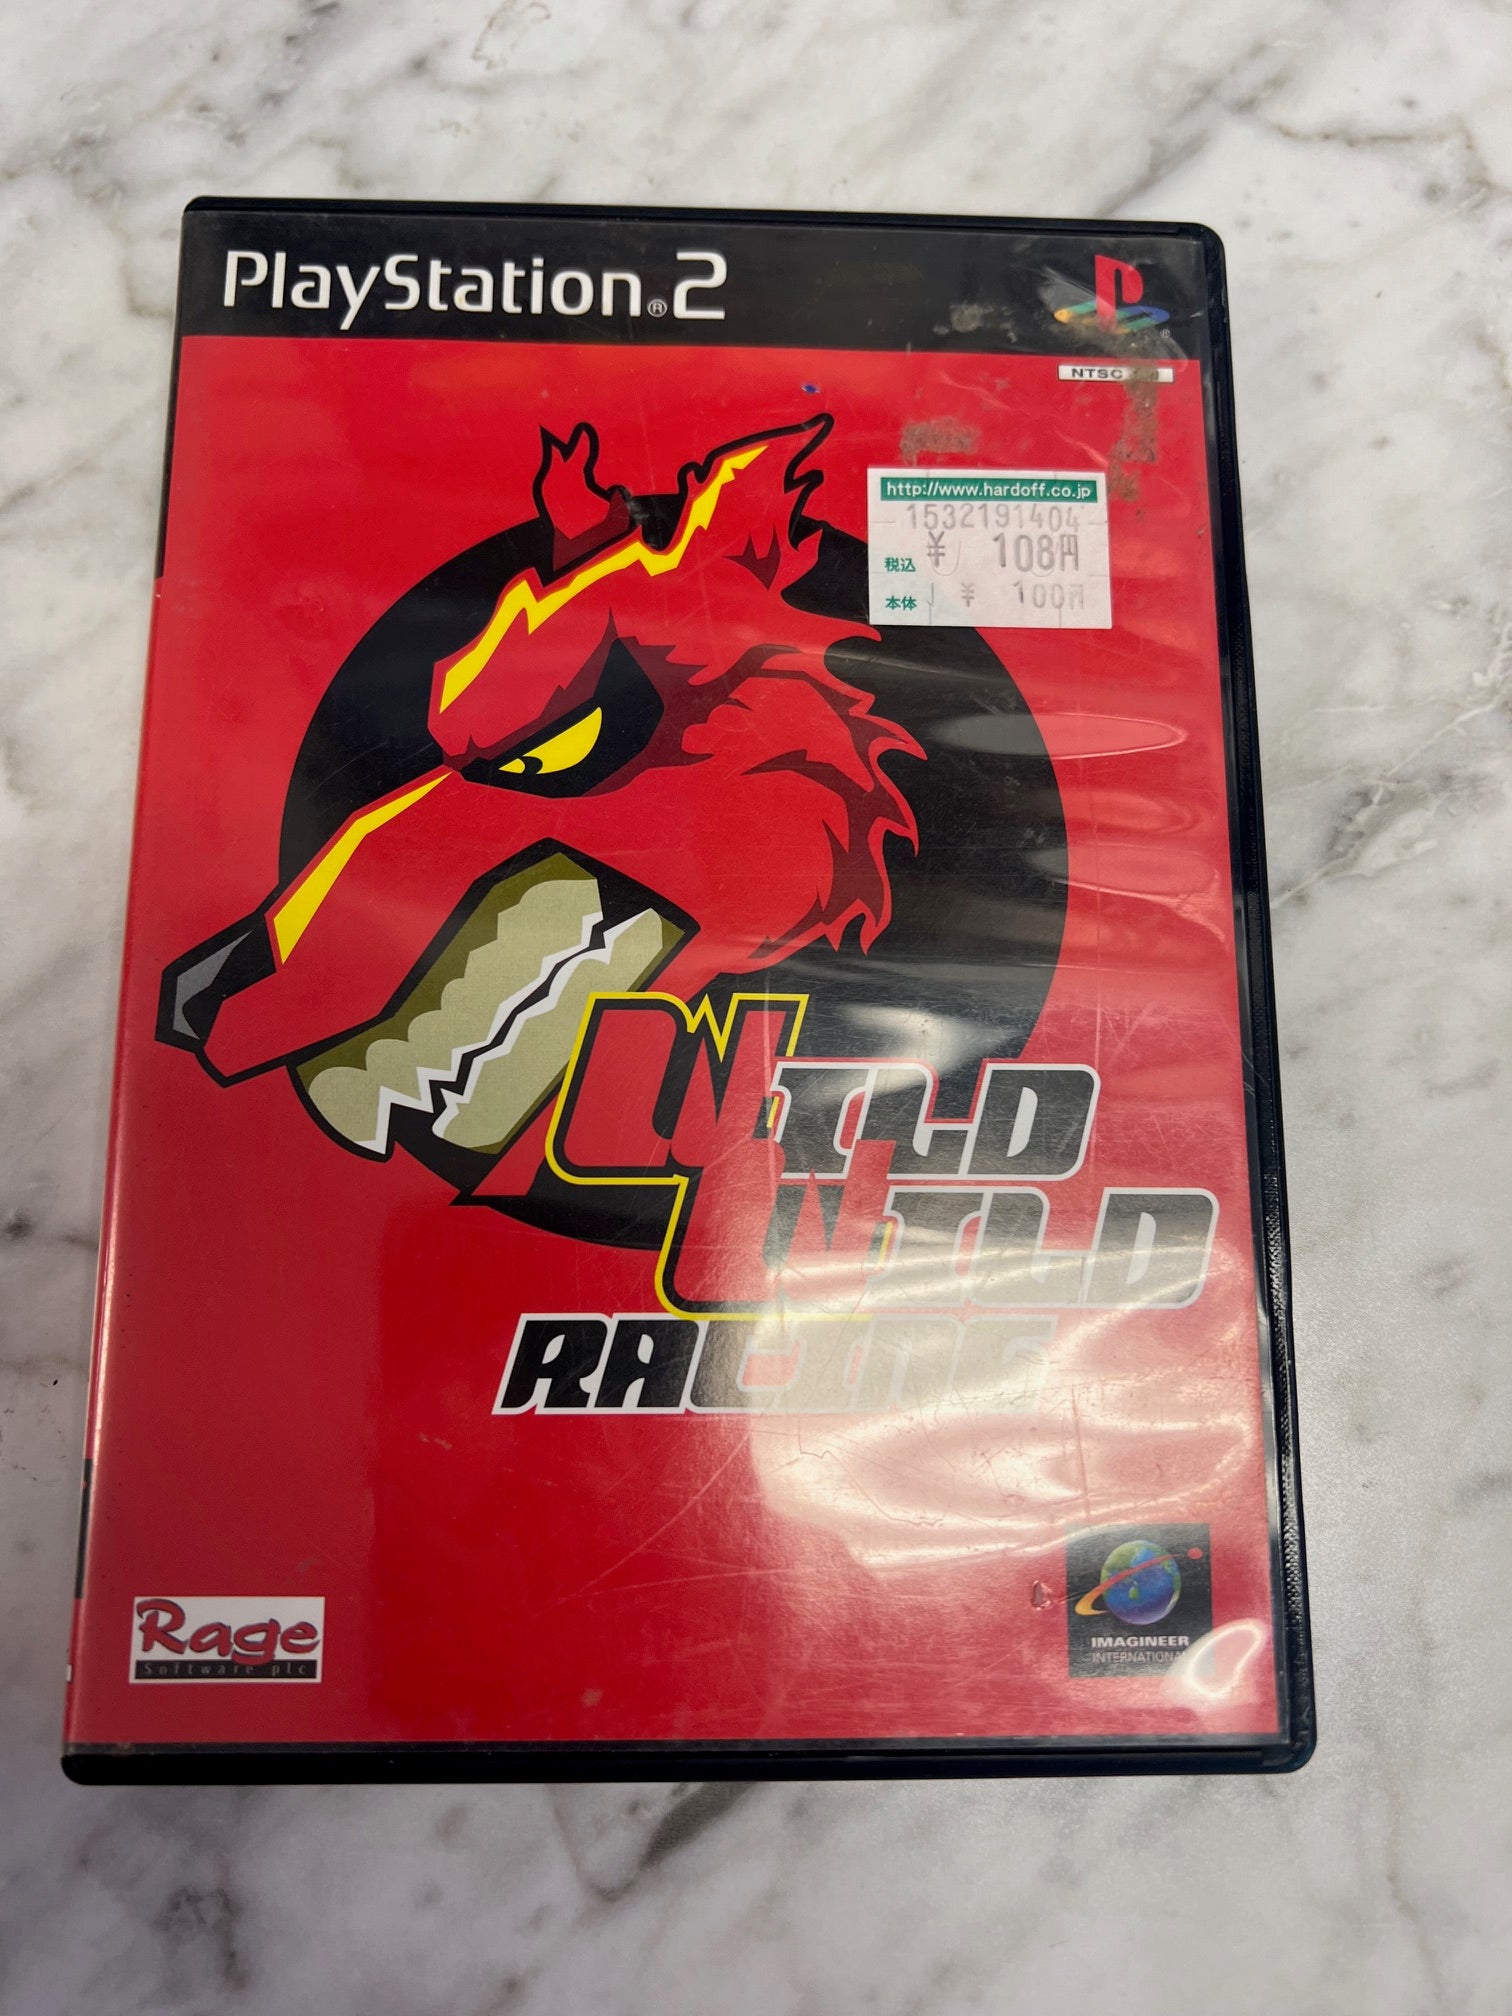 PlayStation®2
NTSC
http://www.hardoff.co.jp
1532191404
税込 ¥ 108円
本体 ¥ 100円
WILD
WILD
RACING
Rage
Software plc
IMAGINEER
INTERNATIONAL